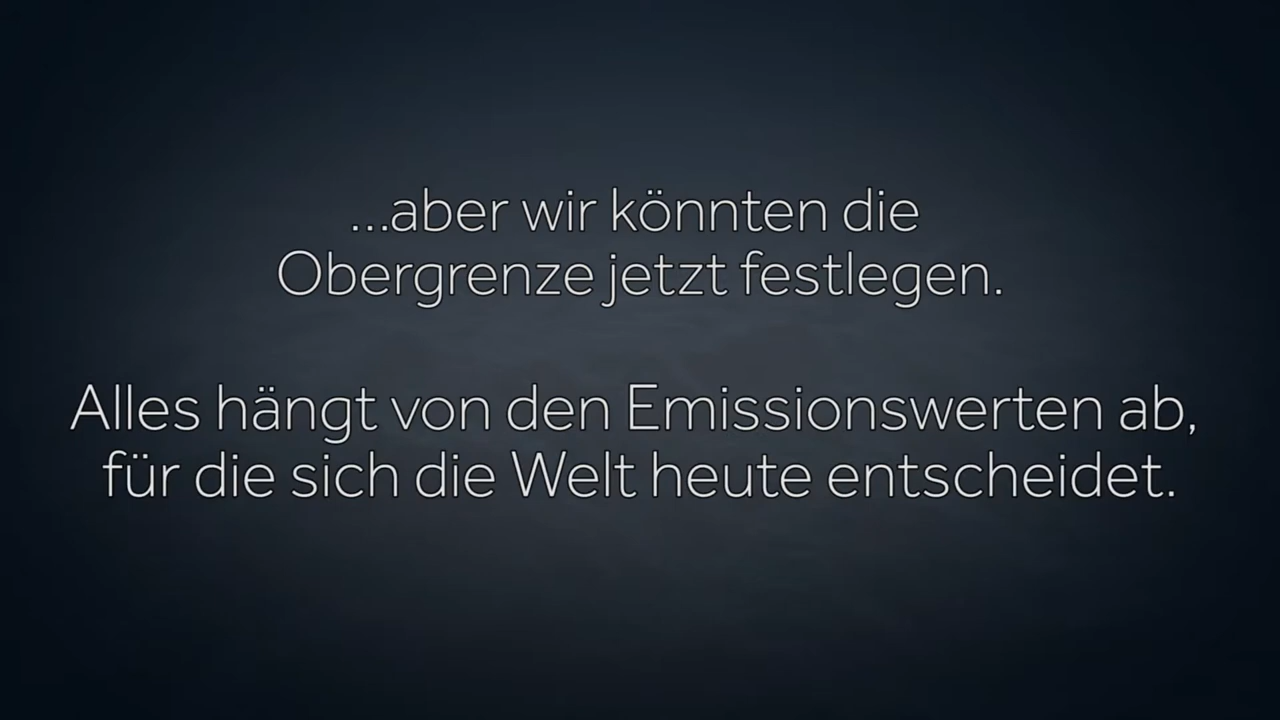 ...aber wir könnten die
Obergrenze jetzt festlegen.
Alles hängt von den Emissionswerten ab,
für die sich die Welt heute entscheidet.